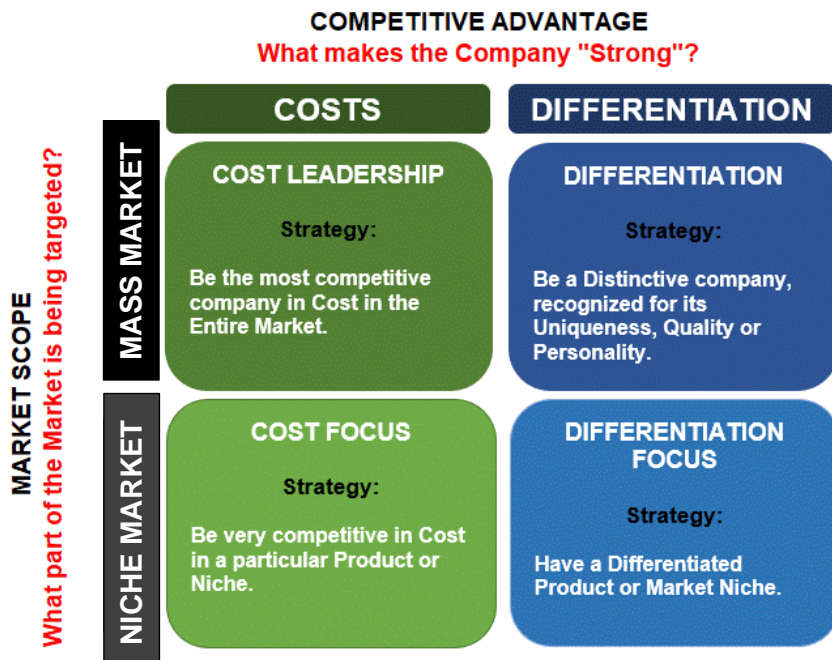 COMPETITIVE ADVANTAGE
What makes the Company "Strong"?
COSTS
DIFFERENTIATION
MARKET SCOPE
What part of the Market is being targeted?
MASS MARKET
COST LEADERSHIP
Strategy:
Be the most competitive
company in Cost in the
Entire Market.
DIFFERENTIATION
Strategy:
Be a Distinctive company,
recognized for its
Uniqueness, Quality or
Personality.
NICHE MARKET
COST FOCUS
Strategy:
Be very competitive in Cost
in a particular Product or
Niche.
DIFFERENTIATION
FOCUS
Strategy:
Have a Differentiated
Product or Market Niche.